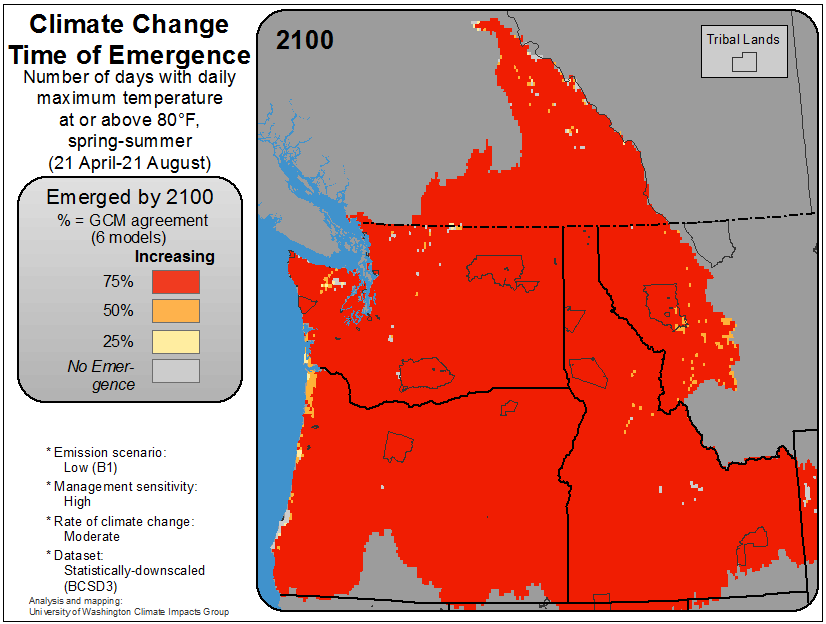 Climate Change
Time of Emergence
Number of days with daily
maximum temperature
at or above 80°F,
spring-summer
(21 April-21 August)
Emerged by 2100
% = GCM agreement
(6 models)
Increasing
75%
50%
25%
No Emer-
gence
* Emission scenario:
Low (B1)
* Management sensitivity:
High
* Rate of climate change:
Moderate
* Dataset:
Statistically-downscaled
(BCSD3)
Analysis and mapping:
University of Washington Climate Impacts Group
2100
Tribal Lands